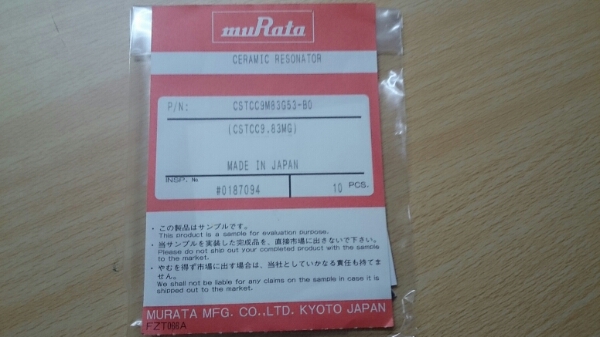 muRata
CERAMIC RESONATOR
P/N: CSTCC9M83G53-B0
(CSTCC9.83MG)
MADE IN JAPAN
INSP. No #0187094 10 PCS.
・この製品はサンプルです。
This product is a sample for evaluation purpose.
・当サンプルを実装した完成品を、直接市場に出さないで下さい。
Please do not ship out your completed product with the sample
to the market.
・やむを得ず市場に出す場合は、当社としていかなる責任も持てま
せん。
We shall not be liable for any claims on the sample in case it is
shipped out to the market.
MURATA MFG. CO.,LTD. KYOTO JAPAN
FZT006A